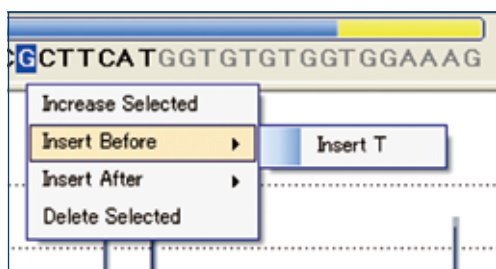 CGCTTCATGGTGTGTGGTGGAAAG
Increase Selected
Insert Before
Insert T
Insert After
Delete Selected